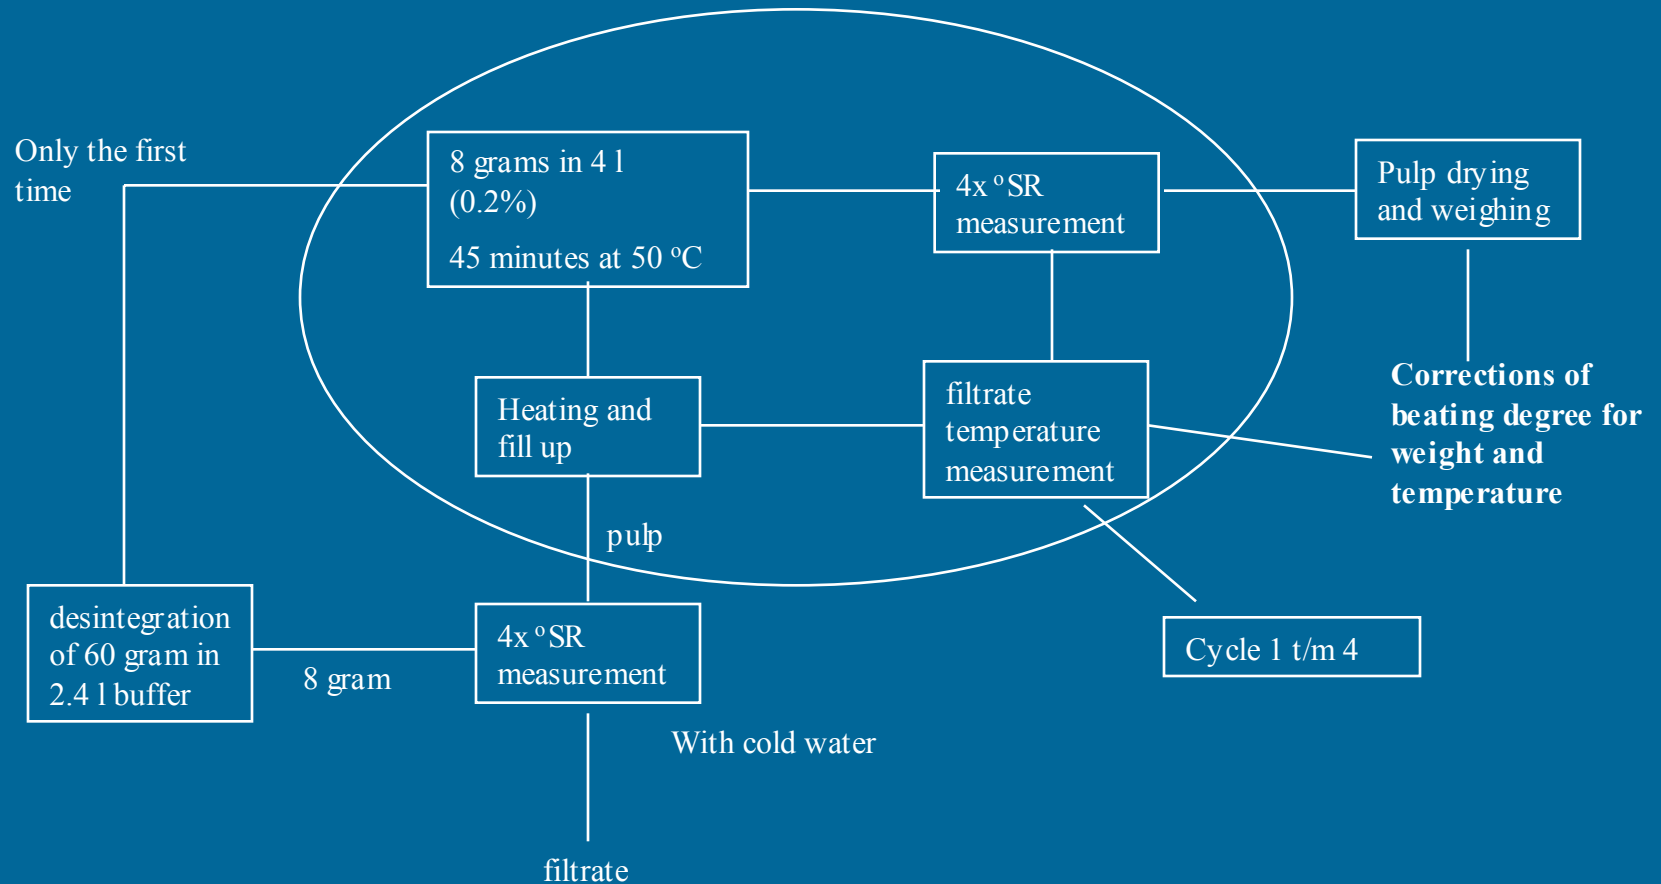 Only the first
time
8 grams in 4 l
(0.2%)
45 minutes at 50 °C
4x °SR
measurement
Pulp drying
and weighing
Heating and
fill up
filtrate
temperature
measurement
Corrections of
beating degree for
weight and
temperature
pulp
desintegration
of 60 gram in
2.4 l buffer
8 gram
4x °SR
measurement
Cycle 1 t/m 4
With cold water
filtrate